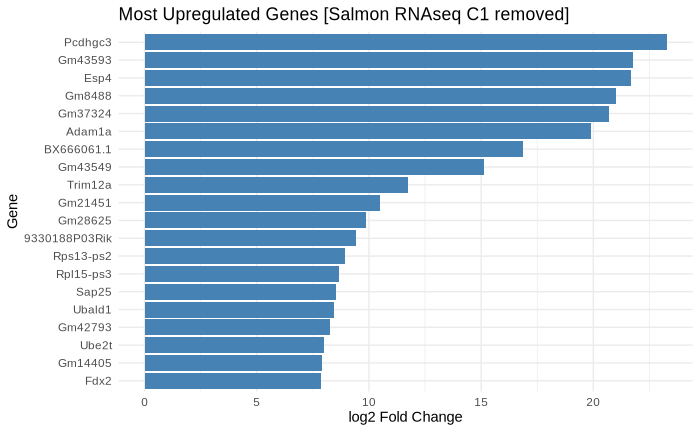 Most Upregulated Genes [Salmon RNAseq C1 removed]
Pcdhgc3
Gm43593
Esp4
Gm8488
Gm37324
Adam1a
BX666061.1
Gm43549
Trim12a
Gm21451
Gm28625
9330188P03Rik
Rps13-ps2
Rpl15-ps3
Sap25
Ubald1
Gm42793
Ube2t
Gm14405
Fdx2
Gene
0 5 10 15 20
log2 Fold Change